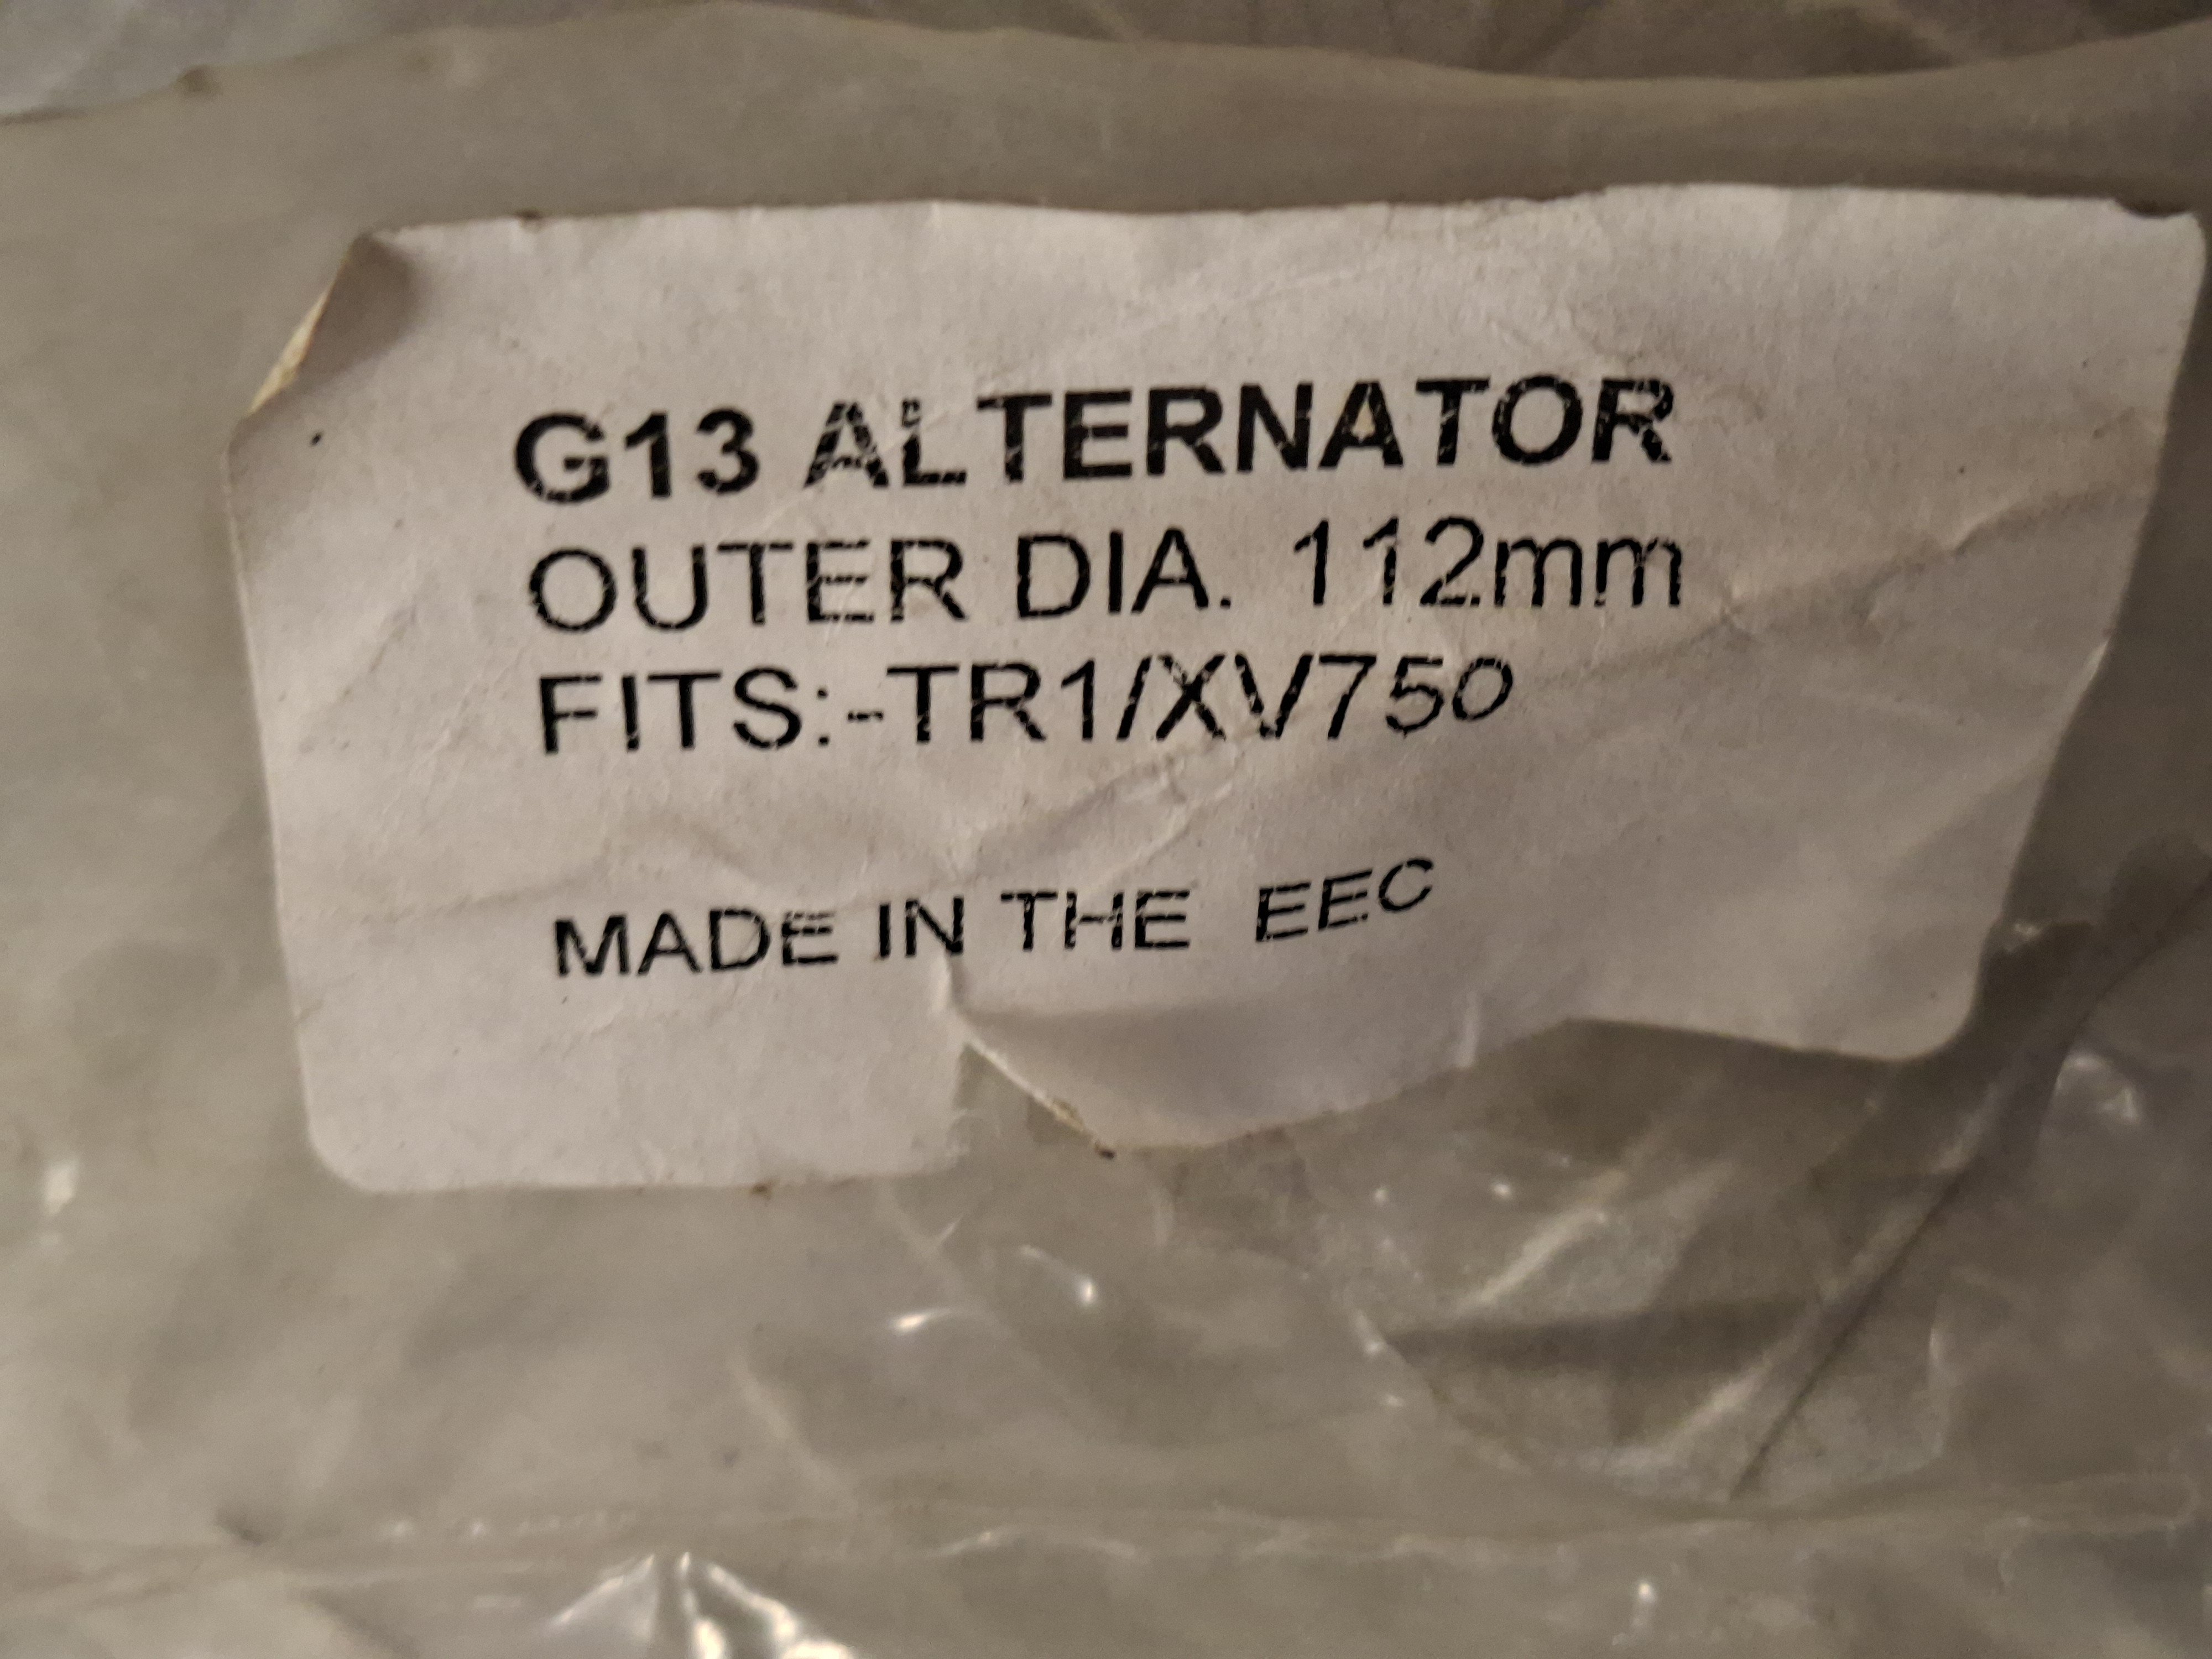 G13 ALTERNATOR
OUTER DIA. 112mm
FITS:-TR1/XV750
MADE IN THE EEC